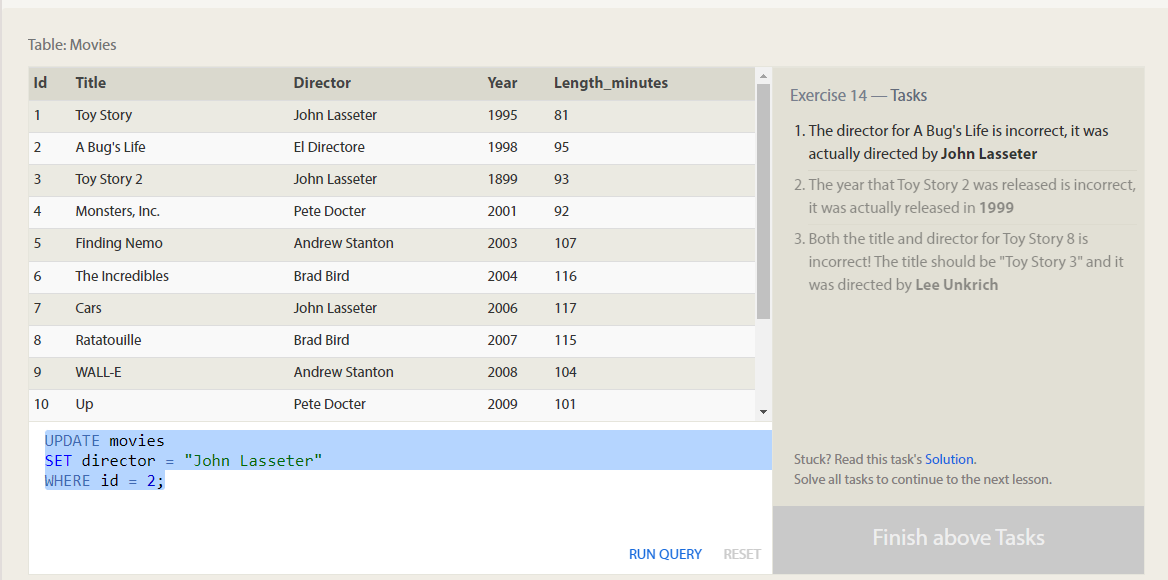 Table: Movies
Id Title Director Year Length_minutes
1 Toy Story John Lasseter 1995 81
2 A Bug's Life El Directore 1998 95
3 Toy Story 2 John Lasseter 1899 93
4 Monsters, Inc. Pete Docter 2001 92
5 Finding Nemo Andrew Stanton 2003 107
6 The Incredibles Brad Bird 2004 116
7 Cars John Lasseter 2006 117
8 Ratatouille Brad Bird 2007 115
9 WALL-E Andrew Stanton 2008 104
10 Up Pete Docter 2009 101
UPDATE movies
SET director = "John Lasseter"
WHERE id = 2;
RUN QUERY RESET
Exercise 14 — Tasks
1. The director for A Bug's Life is incorrect, it was
actually directed by John Lasseter
2. The year that Toy Story 2 was released is incorrect,
it was actually released in 1999
3. Both the title and director for Toy Story 8 is
incorrect! The title should be "Toy Story 3" and it
was directed by Lee Unkrich
Stuck? Read this task's Solution.
Solve all tasks to continue to the next lesson.
Finish above Tasks